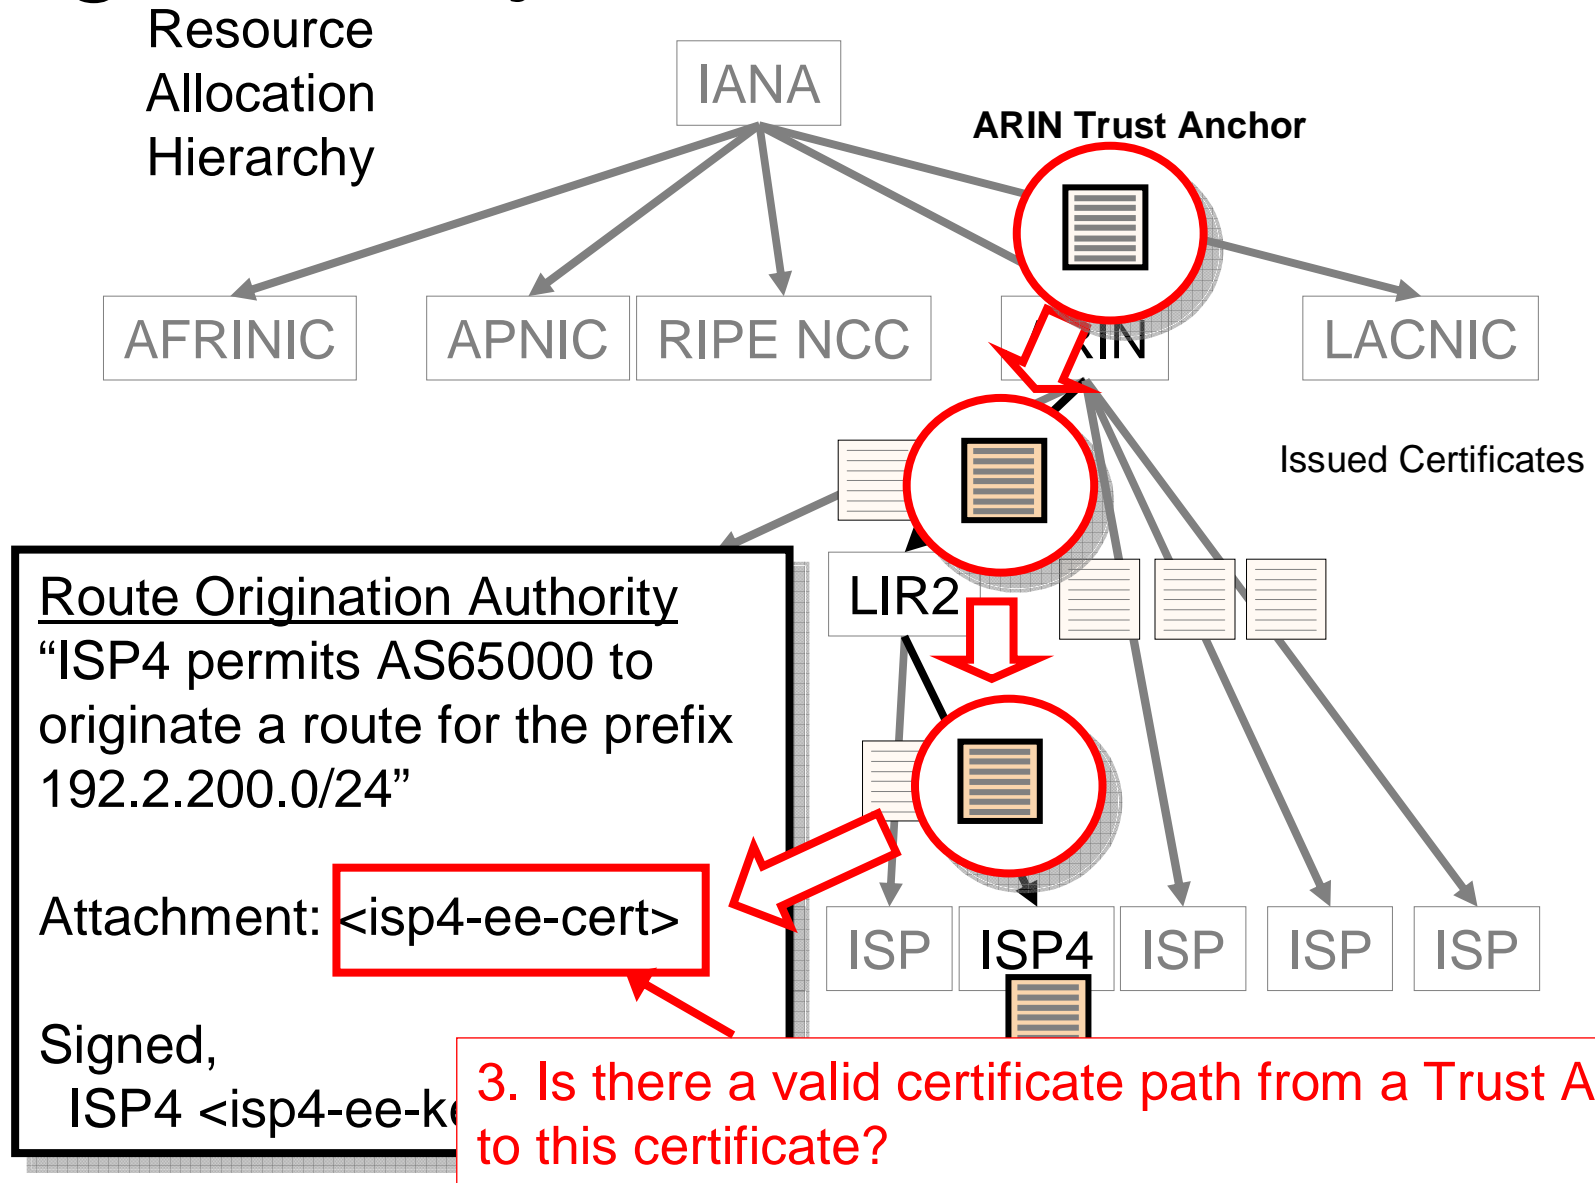 Resource
Allocation
Hierarchy
IANA
ARIN Trust Anchor
AFRINIC
APNIC
RIPE NCC
LACNIC
Issued Certificates
LIR2
Route Origination Authority
“ISP4 permits AS65000 to
originate a route for the prefix
192.2.200.0/24”
Attachment: <isp4-ee-cert>
ISP
ISP4
ISP
ISP
ISP
Signed,
ISP4
3. Is there a valid certificate path from a Trust
to this certificate?